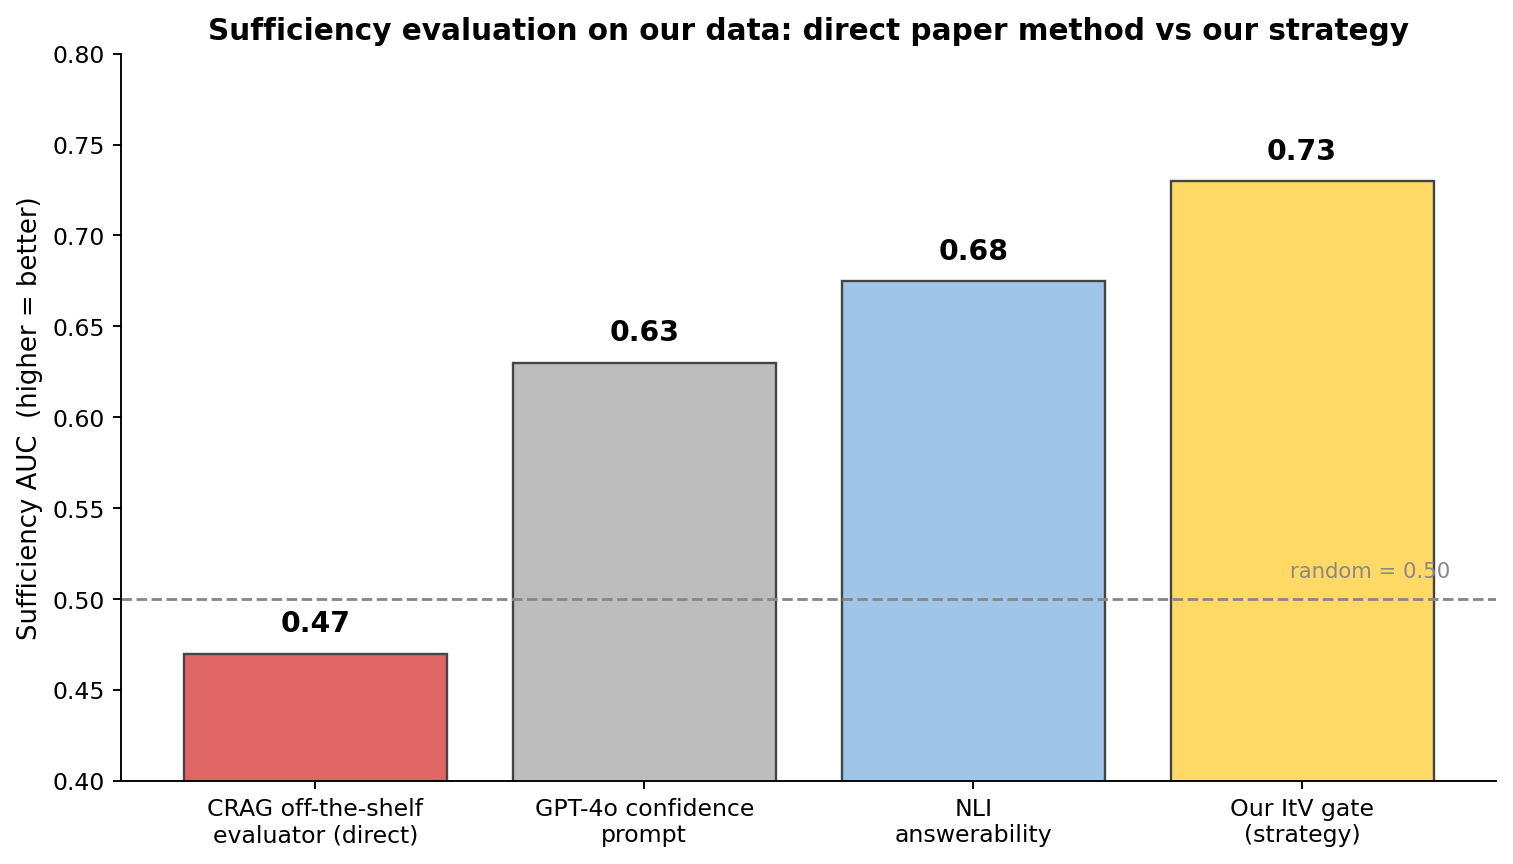 Sufficiency evaluation on our data: direct paper method vs our strategy
Sufficiency AUC (higher = better)
0.80
0.75
0.70
0.65
0.60
0.55
0.50
0.45
0.40
0.47
0.63
0.68
0.73
random = 0.50
CRAG off-the-shelf
evaluator (direct)
GPT-4o confidence
prompt
NLI
answerability
Our ItV gate
(strategy)